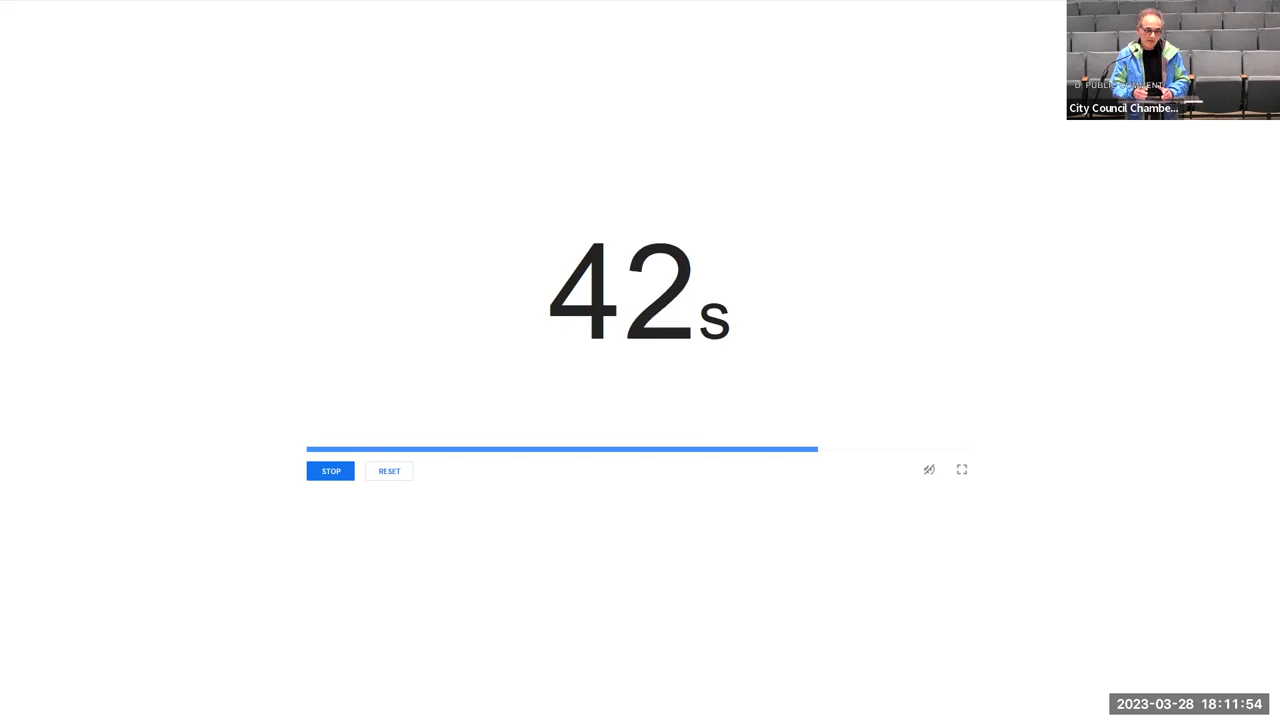 D. PUBLIC COMMENT
City Council Chambe...
42s
STOP
RESET
2023-03-28 18:11:54